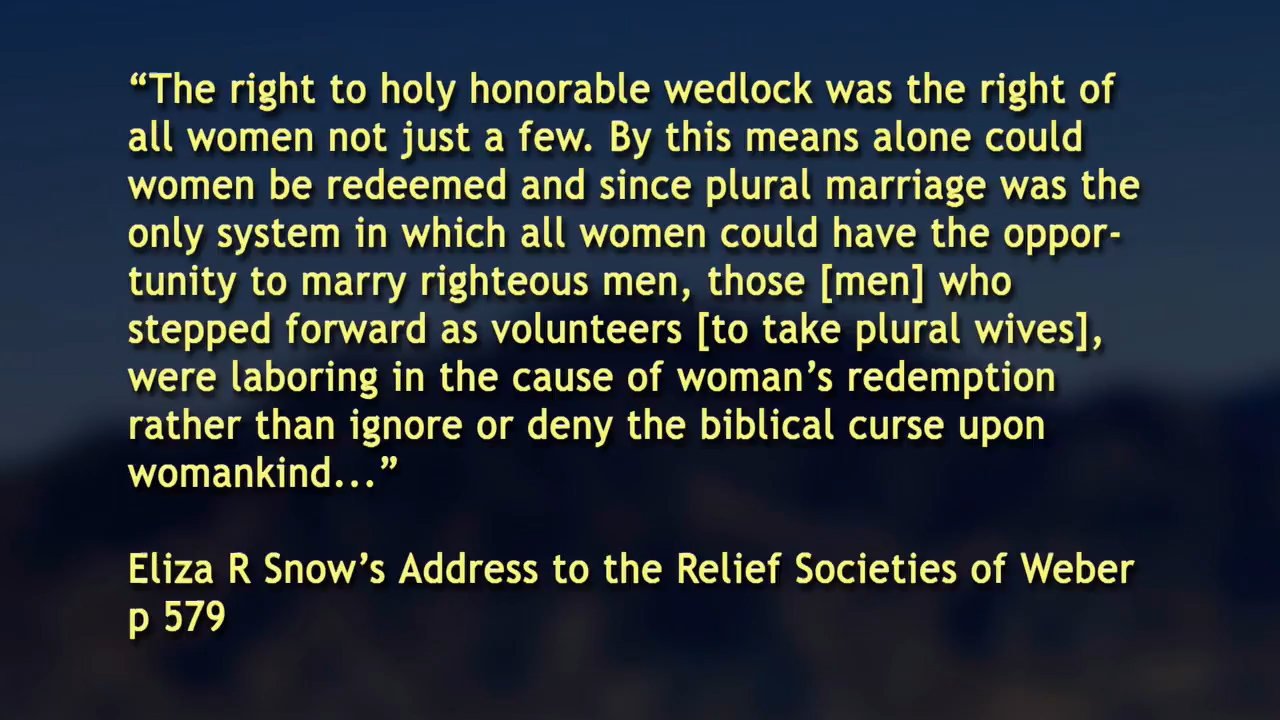 “The right to holy honorable wedlock was the right of
all women not just a few. By this means alone could
women be redeemed and since plural marriage was the
only system in which all women could have the oppor-
tunity to marry righteous men, those [men] who
stepped forward as volunteers [to take plural wives],
were laboring in the cause of woman’s redemption
rather than ignore or deny the biblical curse upon
womankind...”
Eliza R Snow’s Address to the Relief Societies of Weber
p 579